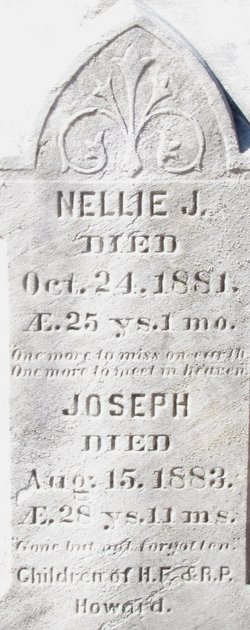 NELLIE J.
DIED
Oct. 24. 1881.
Æ. 25 ys. 1 mo.
One more to miss on earth
One more to meet in heaven.
JOSEPH
DIED
Aug. 15. 1883.
Æ. 28 ys. 11 ms.
"Gone but not forgotten"
Children of H.F. & R.P.
Howard.